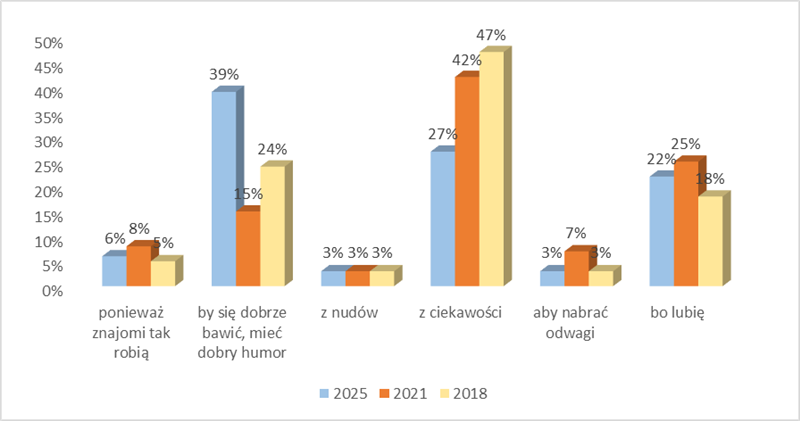 50%
45%
40%
35%
30%
25%
20%
15%
10%
5%
0%
6%
8%
5%
39%
15%
24%
3%
3%
3%
27%
42%
47%
3%
7%
3%
22%
25%
18%
ponieważ
znajomi tak
robią
by się dobrze
bawić, mieć
dobry humor
z nudów
z ciekawości
aby nabrać
odwagi
bo lubię
2025
2021
2018